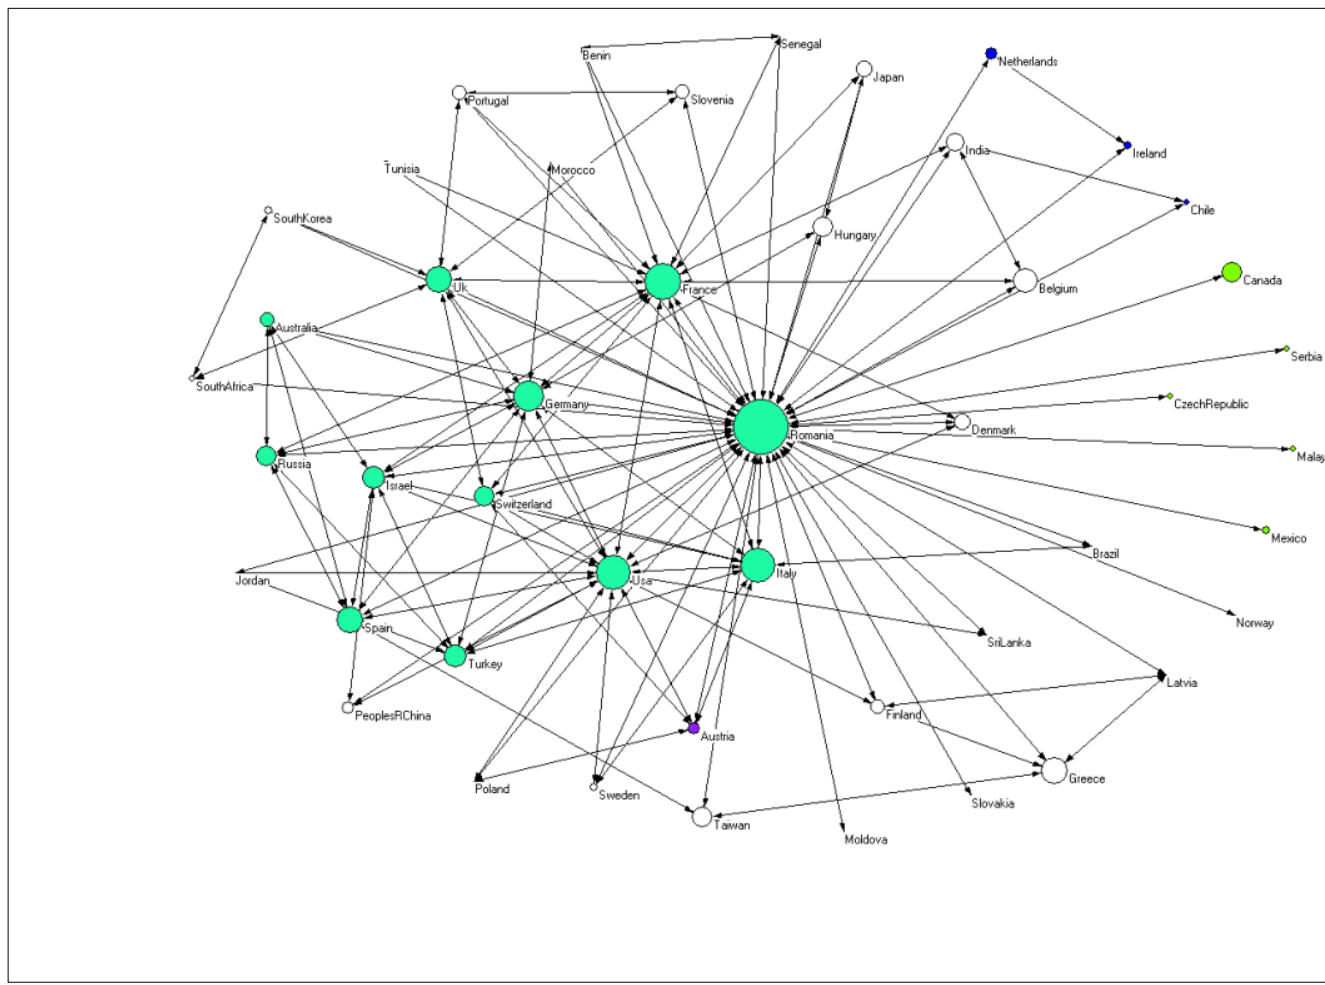 Senegal
Benin
Netherlands
Japan
Portugal
Slovenia
India
Ireland
Tunisia
Morocco
Chile
SouthKorea
Hungary
Canada
Uk
France
Belgium
Australia
Serbia
SouthAfrica
CzechRepublic
Germany
Romania
Denmark
Malay
Russia
Israel
Switzerland
Mexico
Brazil
Jordan
Usa
Italy
Norway
Spain
SriLanka
Turkey
Latvia
PeoplesRChina
Finland
Austria
Greece
Poland
Sweden
Slovakia
Taiwan
Moldova